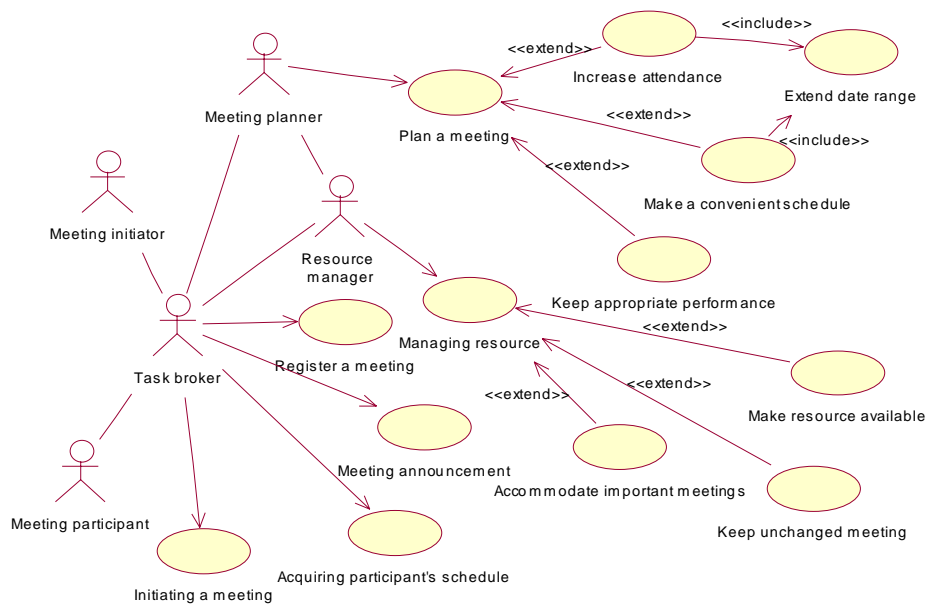 <<include>>
<<extend>>
Increase attendance
Extend date range
Meeting planner
Plan a meeting
<<extend>>
<<include>>
<<extend>>
Make a convenient schedule
Meeting initiator
Resource
manager
Keep appropriate performance
<<extend>>
Managing resource
Register a meeting
Task broker
<<extend>>
<<extend>>
Make resource available
Meeting announcement
Accommodate important meetings
Meeting participant
Keep unchanged meeting
Acquiring participant's schedule
Initiating a meeting